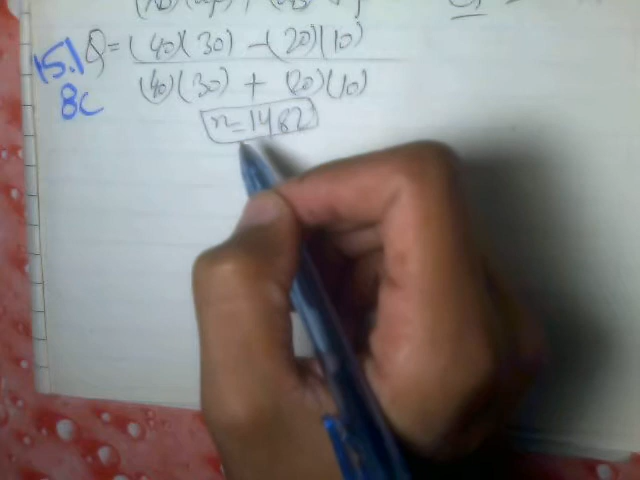 15.1
8c
Q = (40)(30) - (20)(10)
(40)(30) + (20)(10)
n=1482